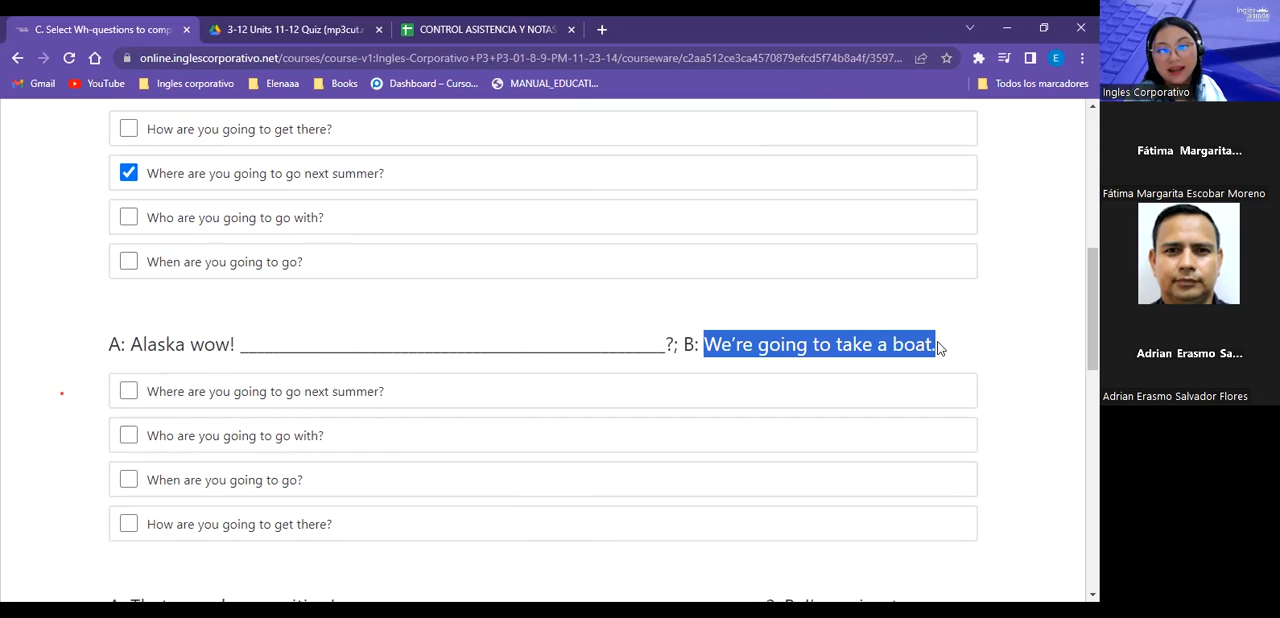 C. Select Wh-questions to comp
3-12 Units 11-12 Quiz (mp3cut.
CONTROL ASISTENCIA Y NOTAS
online.inglescorporativo.net/courses/course-v1:Ingles-Corporativo+P3+P3-01-8-9-PM-11-23-14/courseware/c2aa512ce3ca4570879efcd5f74b8a4f/3597...
E
Gmail
YouTube
Ingles corporativo
Elenaaa
Books
Dashboard – Curso...
MANUAL_EDUCATI...
Todos los marcadores
How are you going to get there?
Where are you going to go next summer?
Who are you going to go with?
When are you going to go?
A: Alaska wow! ______________________________________________?; B: We're going to take a boat.
Where are you going to go next summer?
Who are you going to go with?
When are you going to go?
How are you going to get there?
Ingles Corporativo
Fátima Margarita...
Fátima Margarita Escobar Moreno
Adrian Erasmo Sa...
Adrian Erasmo Salvador Flores